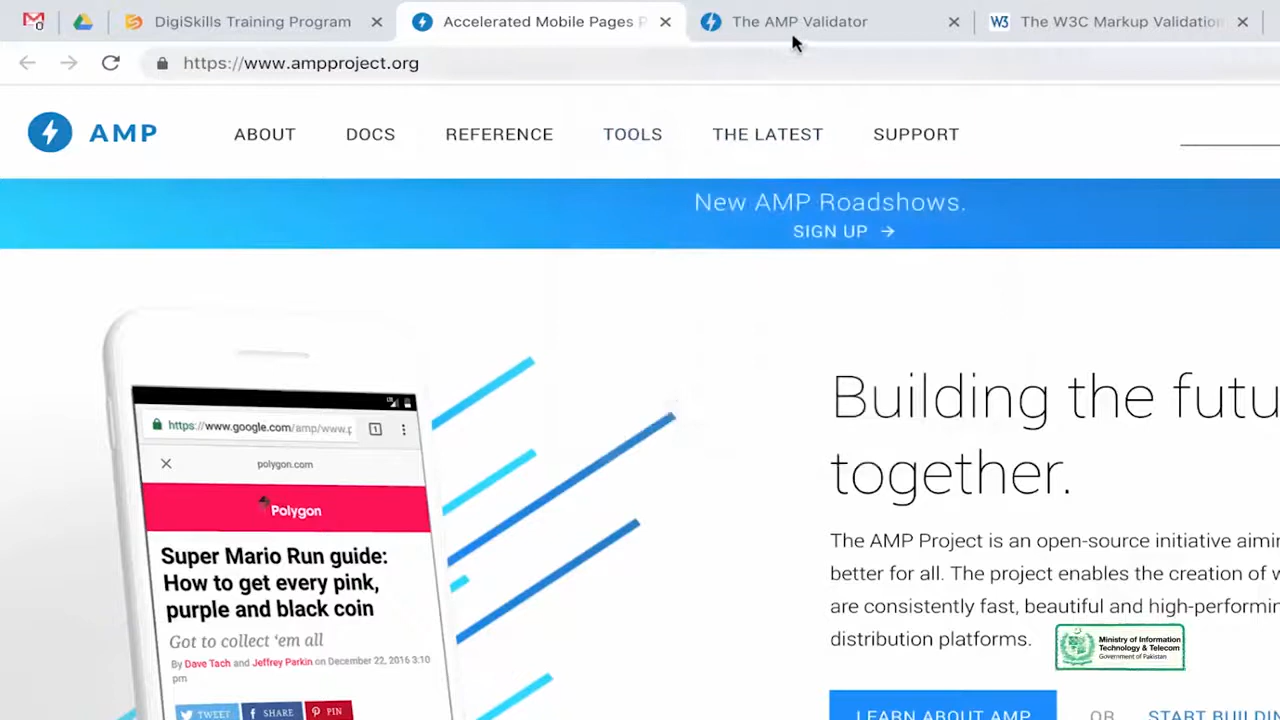 DigiSkills Training Program
Accelerated Mobile Pages P
The AMP Validator
W3 The W3C Markup Validation
https://www.ampproject.org
AMP
ABOUT DOCS REFERENCE TOOLS THE LATEST SUPPORT
New AMP Roadshows.
SIGN UP →
https://www.google.com/amp/www.p
1
polygon.com
Polygon
Super Mario Run guide:
How to get every pink,
purple and black coin
Got to collect ‘em all
By Dave Tach and Jeffrey Parkin on December 22, 2016 3:10
pm
TWEET SHARE PIN
Building the futu
together.
The AMP Project is an open-source initiative aimin
better for all. The project enables the creation of w
are consistently fast, beautiful and high-performin
distribution platforms.
Ministry of Information
Technology & Telecom
Government of Pakistan
LEARN ABOUT AMP OR START BUILDIN